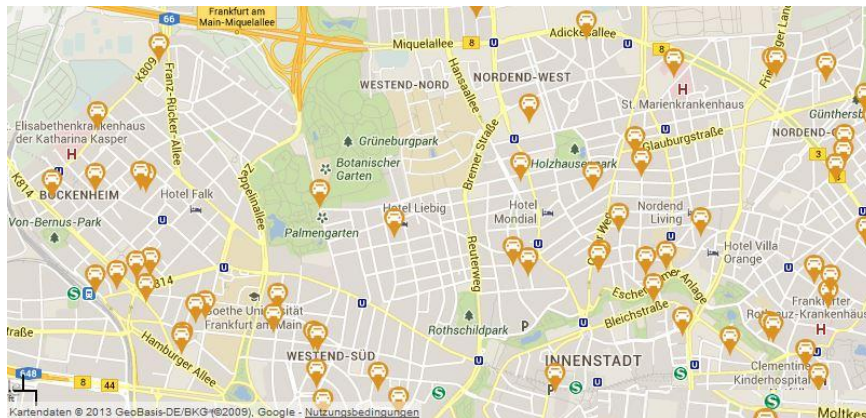 Frankfurt am
Main-Miquelallee
66
Miquelallee
8
Adickesallee
K809
Franz-Rücker-Allee
Hansaallee
WESTEND-NORD
NORDEND-WEST
H
St. Marienkrankenhaus
Günthersb
Elisabethenkrankenhaus
der Katharina Kasper
H
Grüneburgpark
Bremer Straße
Glauburgstraße
NORDEND-O
3
K814
BOCKENHEIM
Hotel Falk
Zeppelinallee
Botanischer
Garten
Holzhausenpark
Von-Bernus-Park
Palmengarten
Hotel Liebig
Hotel
Mondial
Nordend
Living
Hotel Villa
Orange
Reuterweg
S
814
Eschenheimer Anlage
Goethe Universität
Frankfurt am Main
Rothschildpark
P
Bleichstraße
Frankfurter
Rothauz-Krankenhaus
H
straße
Hamburger Allee
WESTEND-SÜD
INNENSTADT
P
Clementine
Kinderhospital
648
8
44
S
S
S
Kartendaten © 2013 GeoBasis-DE/BKG (©2009), Google - Nutzungsbedingungen
Moltke